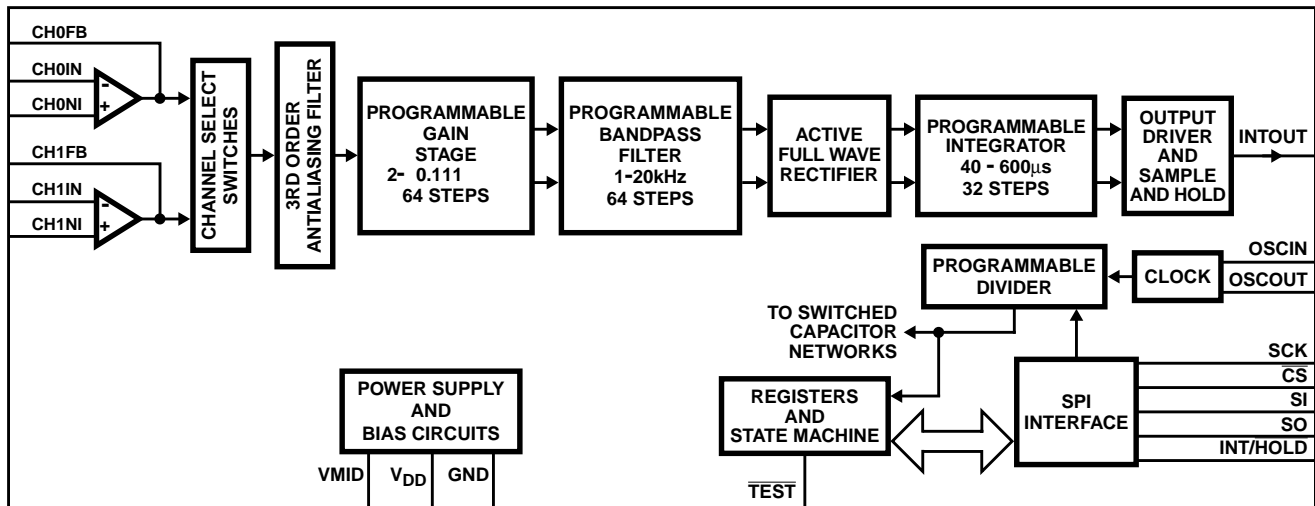 CH0FB
CH0IN
CH0NI
-
+
CH1FB
CH1IN
CH1NI
-
+
CHANNEL SELECT
SWITCHES
3RD ORDER
ANTIALIASING FILTER
PROGRAMMABLE
GAIN
STAGE
2- 0.111
64 STEPS
PROGRAMMABLE
BANDPASS
FILTER
1-20kHz
64 STEPS
ACTIVE
FULL WAVE
RECTIFIER
PROGRAMMABLE
INTEGRATOR
40 - 600µs
32 STEPS
OUTPUT
DRIVER
AND
SAMPLE
AND HOLD
INTOUT
PROGRAMMABLE
DIVIDER
CLOCK
OSCIN
OSCOUT
TO SWITCHED
CAPACITOR
NETWORKS
POWER SUPPLY
AND
BIAS CIRCUITS
VMID
VDD
GND
REGISTERS
AND
STATE MACHINE
TEST
SPI
INTERFACE
SCK
CS
SI
SO
INT/HOLD